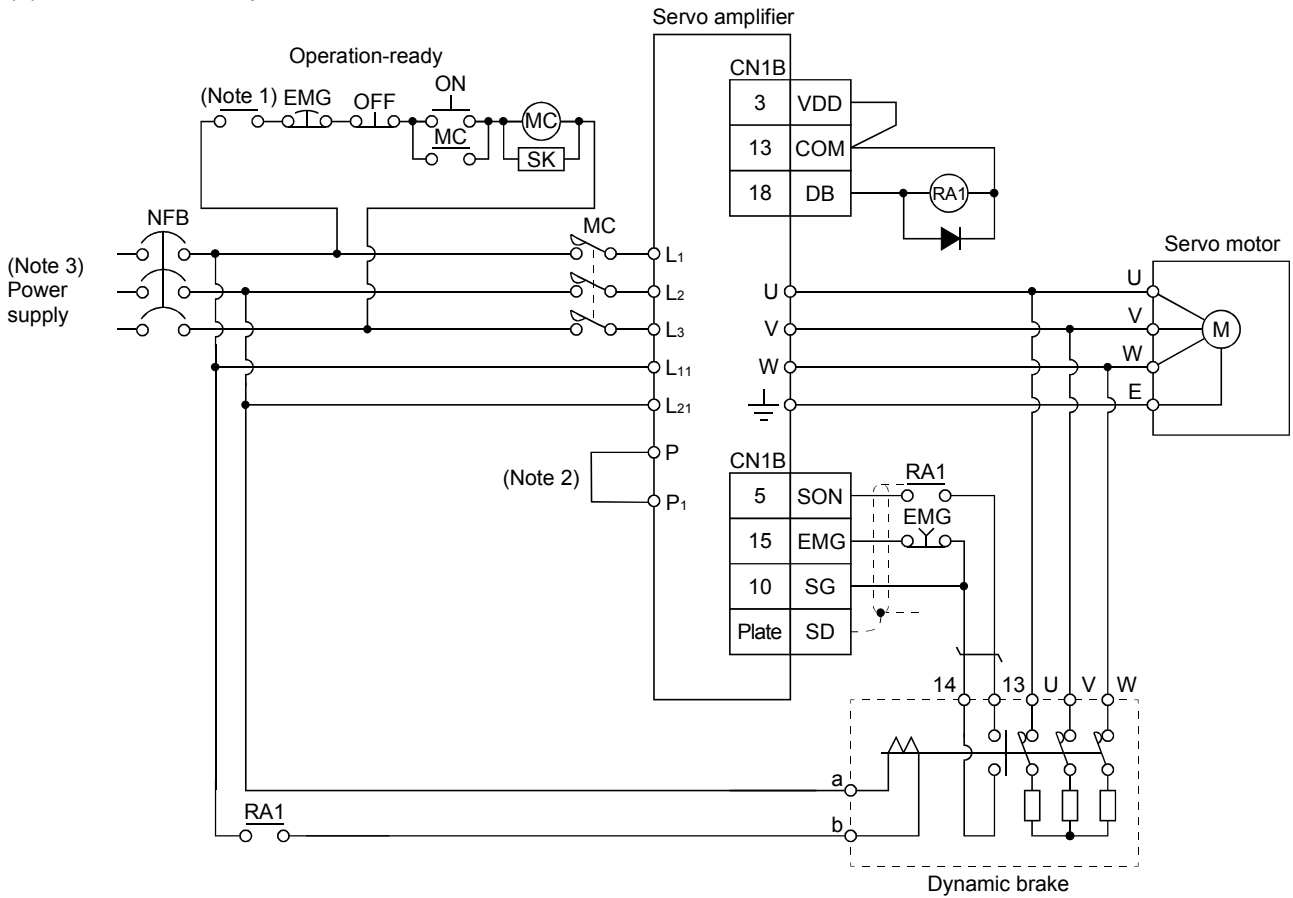 Servo amplifier
Operation-ready
(Note 1) EMG OFF ON
MC
MC
SK
CN1B
3 VDD
13 COM
18 DB
RA1
NFB
MC
(Note 3)
Power
supply
L1
L2
L3
L11
L21
P
P1
(Note 2)
U
V
W
Servo motor
U
V
W
E
M
CN1B
5 SON
15 EMG
10 SG
Plate SD
RA1
EMG
14 13 U V W
a
b
RA1
Dynamic brake